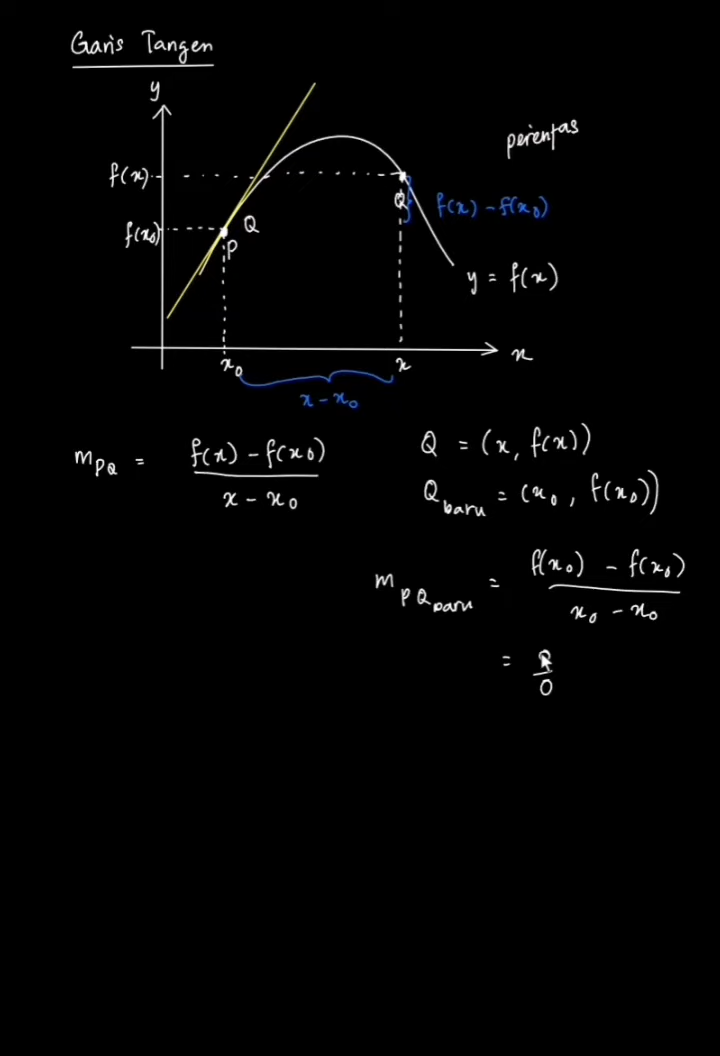 Garis Tangen
y
perentas
f(x)
Q
f(x) - f(x₀)
f(x₀)
Q
P
y = f(x)
x₀
x
x
x - x₀
m_PQ = (f(x) - f(x₀)) / (x - x₀)
Q = (x, f(x))
Q_baru = (x₀, f(x₀))
m_PQ_baru = (f(x₀) - f(x₀)) / (x₀ - x₀)
= 0/0